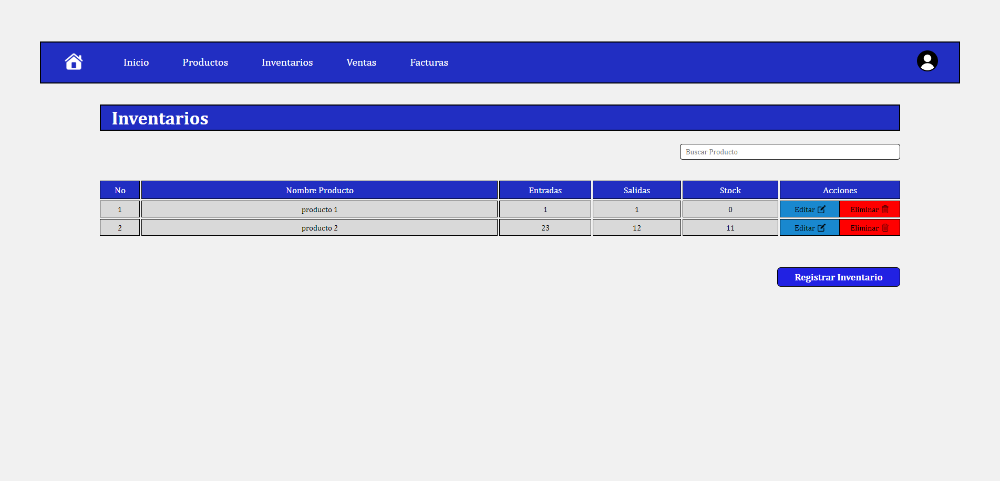 Inicio Productos Inventarios Ventas Facturas
Inventarios
Buscar Producto
No Nombre Producto Entradas Salidas Stock Acciones
1 producto 1 1 1 0 Editar Eliminar
2 producto 2 23 12 11 Editar Eliminar
Registrar Inventario